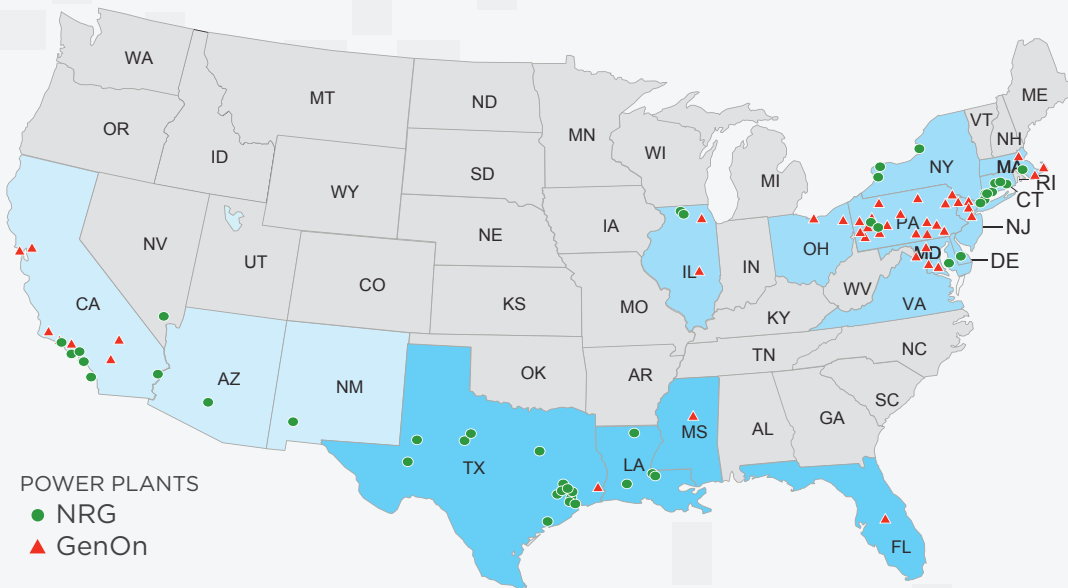 WA
MT
ND
MN
ME
VT
NH
OR
ID
SD
WI
MI
NY
MA
RI
CT
WY
IA
NE
PA
NJ
NV
UT
CO
IL
IN
OH
MD
DE
CA
KS
MO
WV
VA
KY
AZ
NM
OK
AR
TN
NC
SC
TX
LA
MS
AL
GA
FL
POWER PLANTS
NRG
GenOn